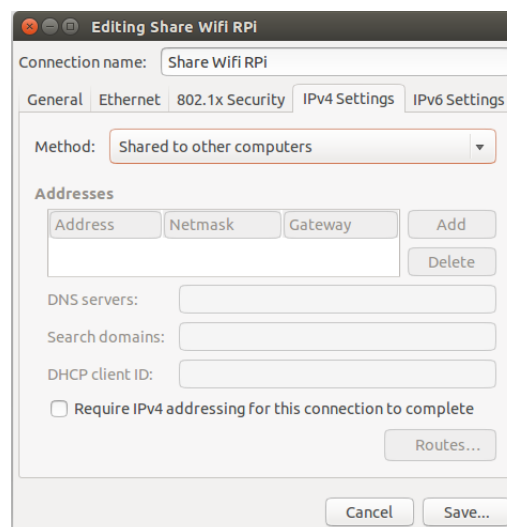 Editing Share Wifi RPi
Connection name: Share Wifi RPi
General Ethernet 802.1x Security IPv4 Settings IPv6 Settings
Method: Shared to other computers
Addresses
Address Netmask Gateway Add
Delete
DNS servers:
Search domains:
DHCP client ID:
Require IPv4 addressing for this connection to complete
Routes...
Cancel Save...